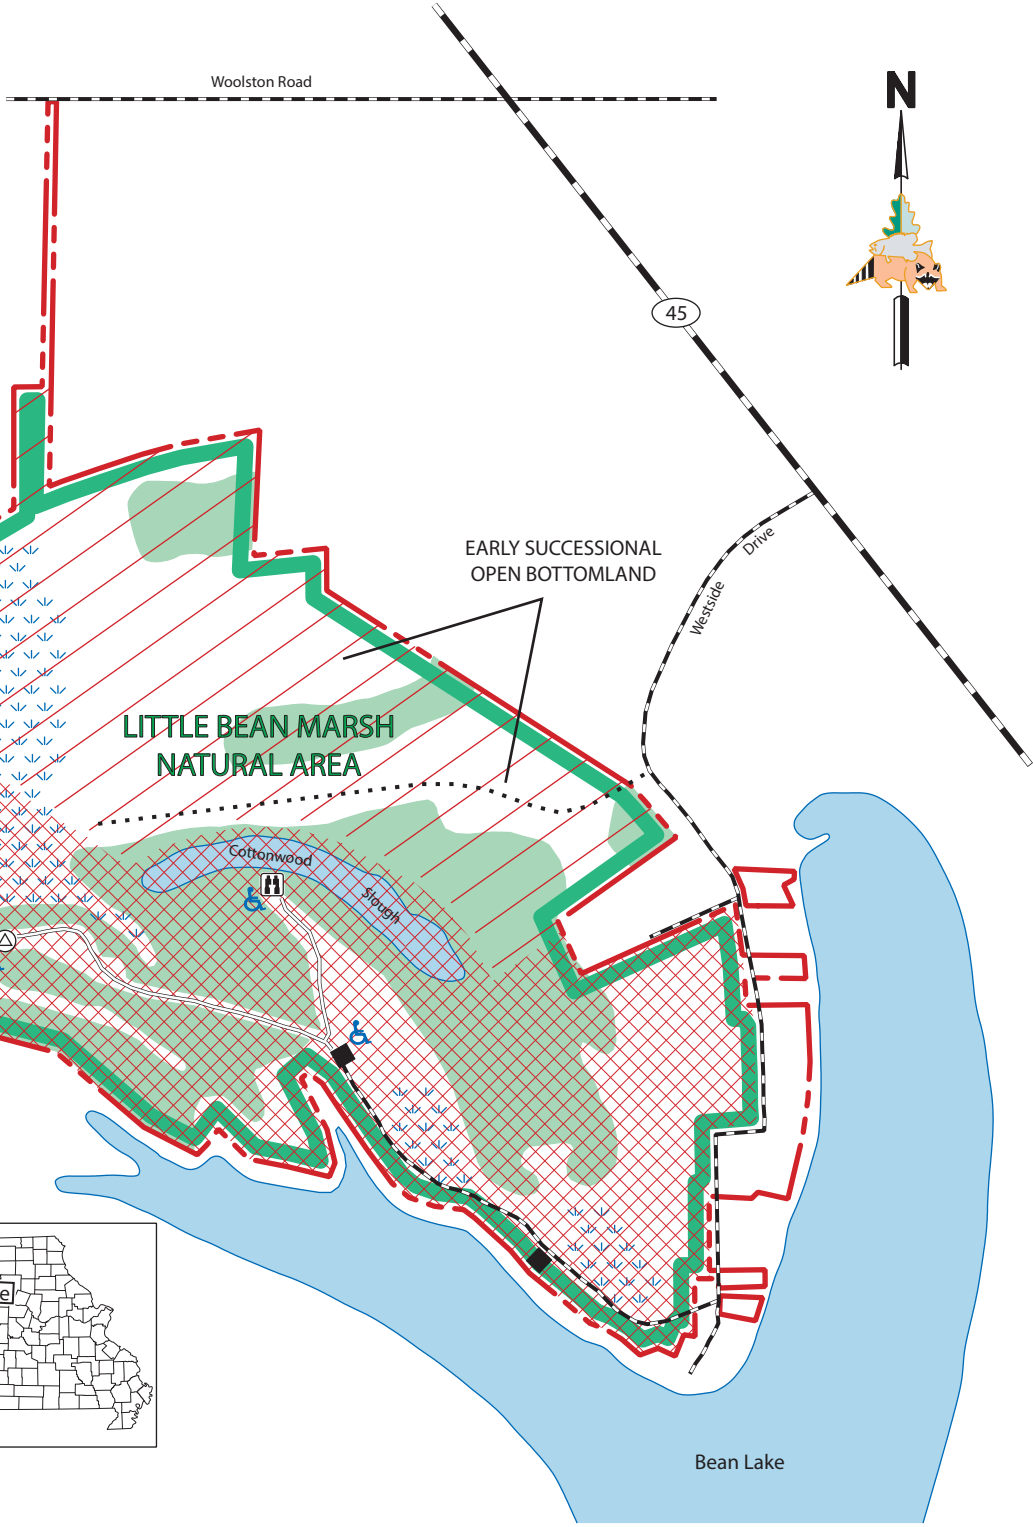 Woolston Road
N
45
EARLY SUCCESSIONAL
OPEN BOTTOMLAND
Westside
Drive
LITTLE BEAN MARSH
NATURAL AREA
Cottonwood
Slough
Bean Lake